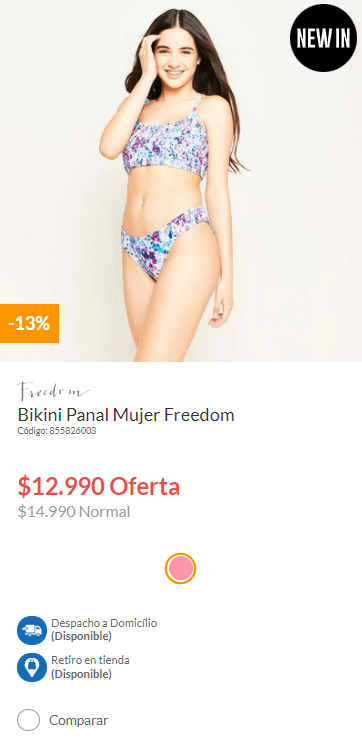 NEW IN
-13%
Freedom
Bikini Panal Mujer Freedom
Código: 855826003
$12.990 Oferta
$14.990 Normal
Despacho a Domicílio
(Disponible)
Retiro en tienda
(Disponible)
Comparar